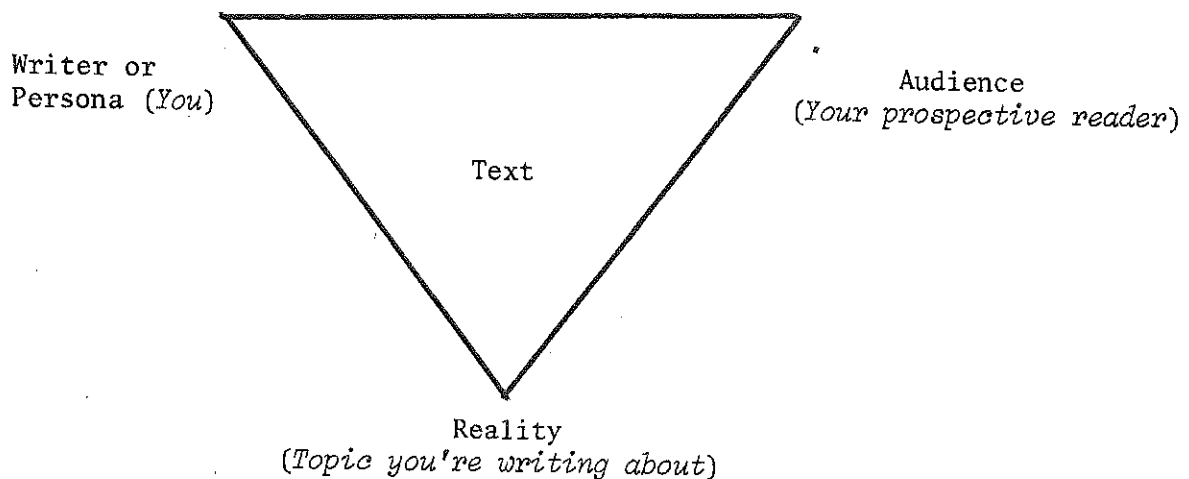 Writer or
Persona (You)
Audience
(Your prospective reader)
Text
Reality
(Topic you're writing about)